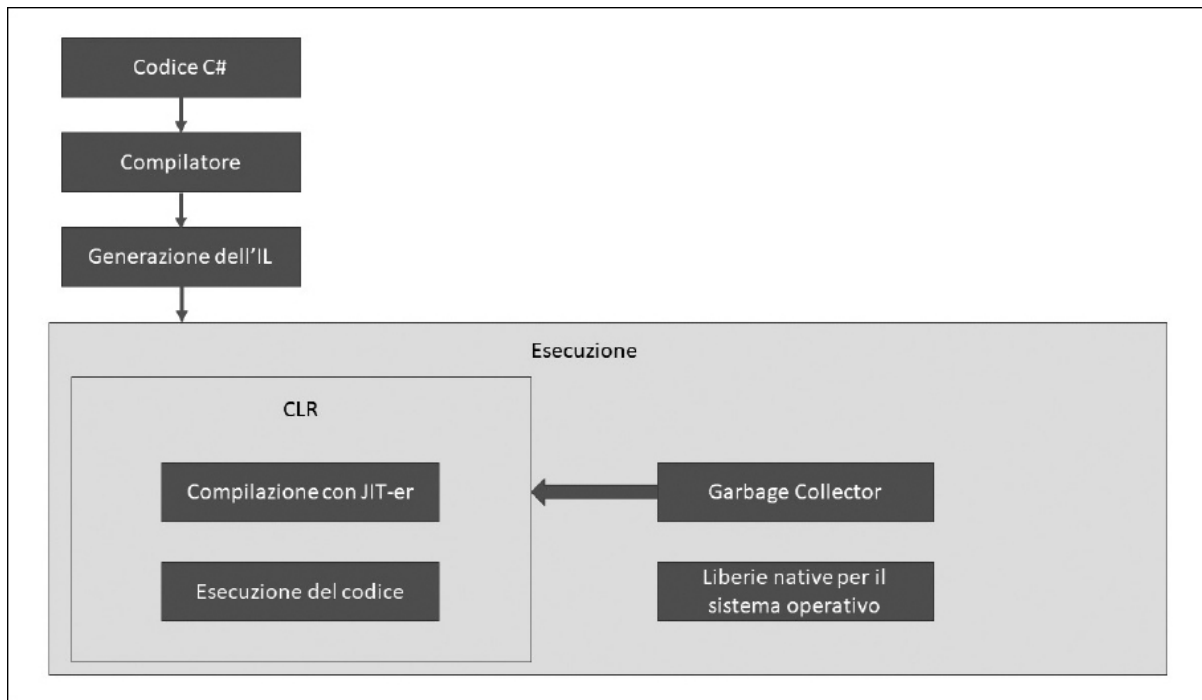 Codice C#
Compilatore
Generazione dell'IL
Esecuzione
CLR
Compilazione con JIT-er
Garbage Collector
Esecuzione del codice
Liberie native per il
sistema operativo